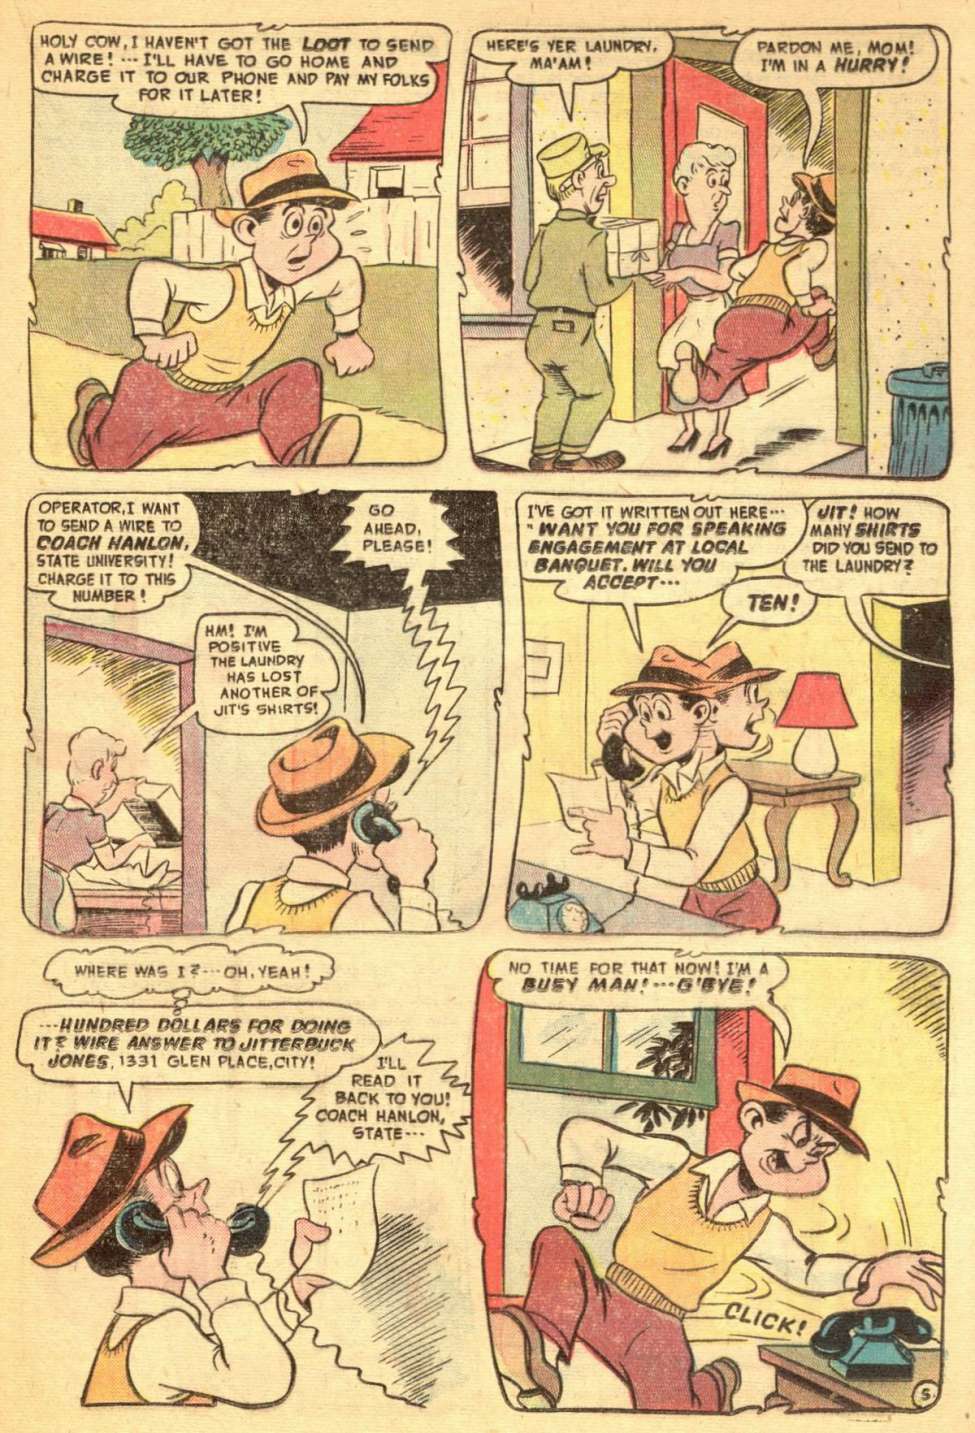 HOLY COW, I HAVEN'T GOT THE LOOT TO SEND
A WIRE! --- I'LL HAVE TO GO HOME AND
CHARGE IT TO OUR PHONE AND PAY MY FOLKS
FOR IT LATER!
HERE'S YER LAUNDRY,
MA'AM!
PARDON ME, MOM!
I'M IN A HURRY!
OPERATOR, I WANT
TO SEND A WIRE TO
COACH HANLON,
STATE UNIVERSITY!
CHARGE IT TO THIS
NUMBER!
GO
AHEAD,
PLEASE!
HM! I'M
POSITIVE
THE LAUNDRY
HAS LOST
ANOTHER OF
JIT'S SHIRTS!
I'VE GOT IT WRITTEN OUT HERE---
"WANT YOU FOR SPEAKING
ENGAGEMENT AT LOCAL
BANQUET. WILL YOU
ACCEPT---
JIT! HOW
MANY SHIRTS
DID YOU SEND TO
THE LAUNDRY?
TEN!
WHERE WAS I?--- OH, YEAH!
---HUNDRED DOLLARS FOR DOING
IT? WIRE ANSWER TO JITTERBUCK
JONES, 1331 GLEN PLACE, CITY!
I'LL
READ IT
BACK TO YOU!
COACH HANLON,
STATE---
NO TIME FOR THAT NOW! I'M A
BUSY MAN! --- G'BYE!
CLICK!
5